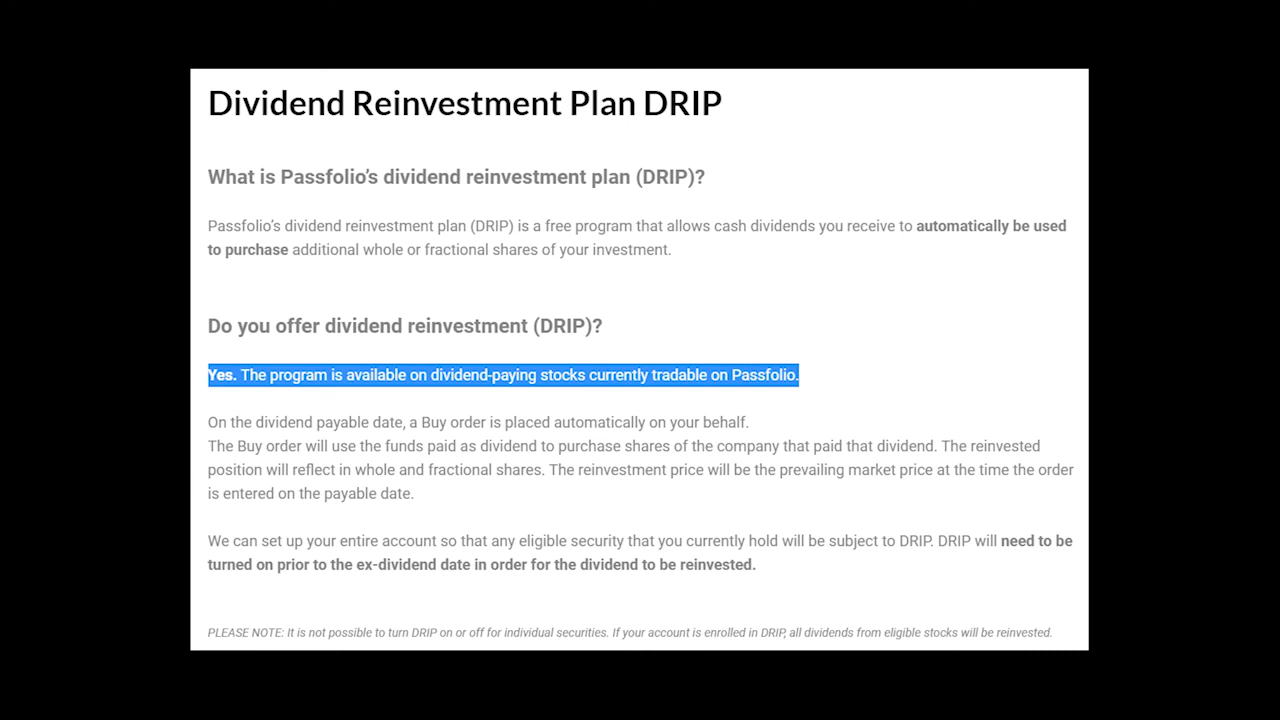 Dividend Reinvestment Plan DRIP
What is Passfolio’s dividend reinvestment plan (DRIP)?
Passfolio’s dividend reinvestment plan (DRIP) is a free program that allows cash dividends you receive to automatically be used
to purchase additional whole or fractional shares of your investment.
Do you offer dividend reinvestment (DRIP)?
Yes. The program is available on dividend-paying stocks currently tradable on Passfolio.
On the dividend payable date, a Buy order is placed automatically on your behalf.
The Buy order will use the funds paid as dividend to purchase shares of the company that paid that dividend. The reinvested
position will reflect in whole and fractional shares. The reinvestment price will be the prevailing market price at the time the order
is entered on the payable date.
We can set up your entire account so that any eligible security that you currently hold will be subject to DRIP. DRIP will need to be
turned on prior to the ex-dividend date in order for the dividend to be reinvested.
PLEASE NOTE: It is not possible to turn DRIP on or off for individual securities. If your account is enrolled in DRIP, all dividends from eligible stocks will be reinvested.